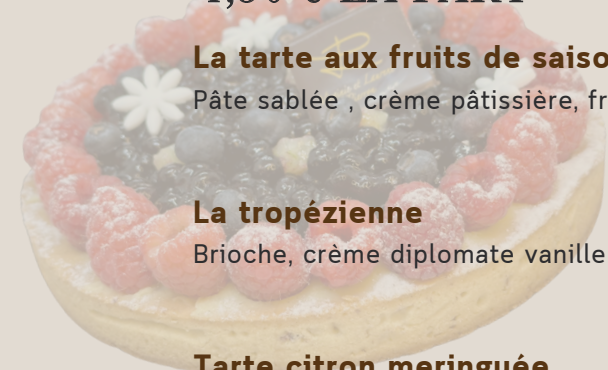 La tarte aux fruits de saiso
Pâte sablée , crème pâtissière, fr
La tropézienne
Brioche, crème diplomate vanille
Tarte citron meringuée